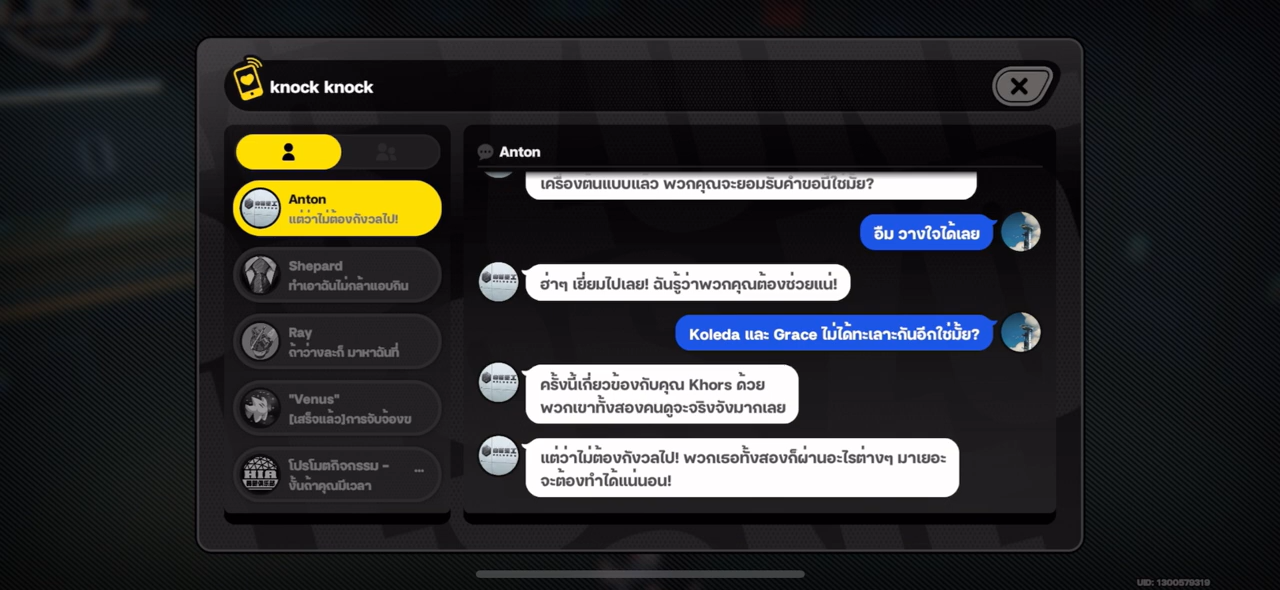 knock knock
Anton
แต่ว่าไม่ต้องกังวลไป!
Shepard
ทำเอาฉันไม่กล้าแอบกิน
Ray
ถ้าว่างละก็ มาหาฉันที่
"Venus"
[เสร็จแล้ว]การจับจ้องข
HIA
โปรโมตกิจกรรม -
งั้นถ้าคุณมีเวลา
Anton
เครื่องต้นแบบแล้ว พวกคุณจะยอมรับคำขอนี้ใช่มั้ย?
อืม วางใจได้เลย
ฮ่าๆ เยี่ยมไปเลย! ฉันรู้ว่าพวกคุณต้องช่วยแน่!
Koleda และ Grace ไม่ได้ทะเลาะกันอีกใช่มั้ย?
ครั้งนี้เกี่ยวข้องกับคุณ Khors ด้วย
พวกเขาทั้งสองคนดูจะจริงจังมากเลย
แต่ว่าไม่ต้องกังวลไป! พวกเธอทั้งสองก็ผ่านอะไรต่างๆ มาเยอะ
จะต้องทำได้แน่นอน!
UID: 1300579319